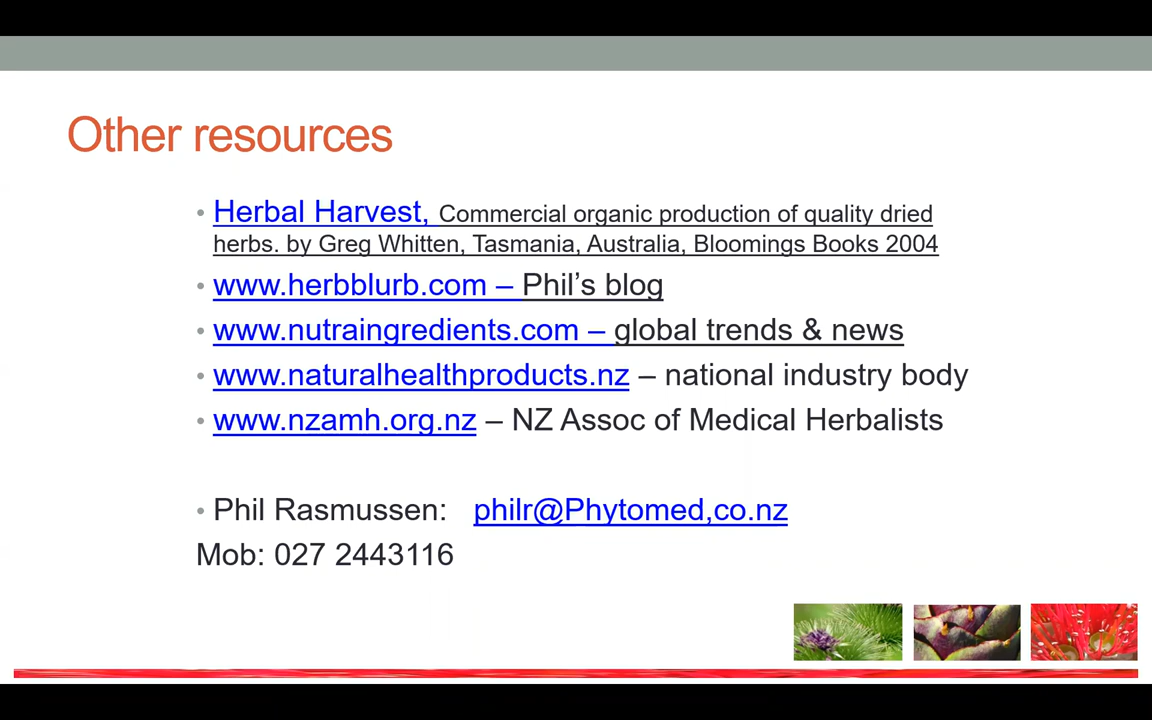 Other resources
• Herbal Harvest, Commercial organic production of quality dried
herbs. by Greg Whitten, Tasmania, Australia, Bloomings Books 2004
• www.herbblurb.com – Phil’s blog
• www.nutraingredients.com – global trends & news
• www.naturalhealthproducts.nz – national industry body
• www.nzamh.org.nz – NZ Assoc of Medical Herbalists
• Phil Rasmussen: philr@Phytomed,co.nz
Mob: 027 2443116